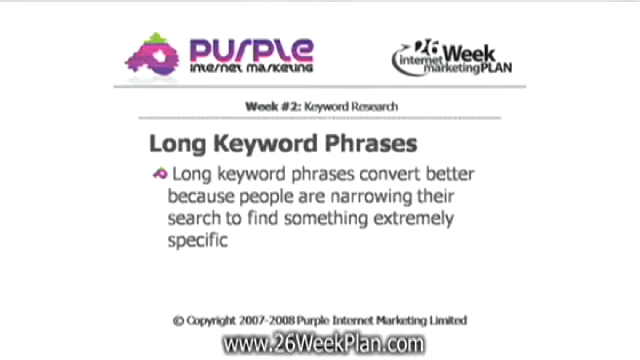 PURPLE
internet marketing
26 Week
internet
marketingPLAN
Week #2: Keyword Research
Long Keyword Phrases
Long keyword phrases convert better
because people are narrowing their
search to find something extremely
specific
© Copyright 2007-2008 Purple Internet Marketing Limited
www.26WeekPlan.com